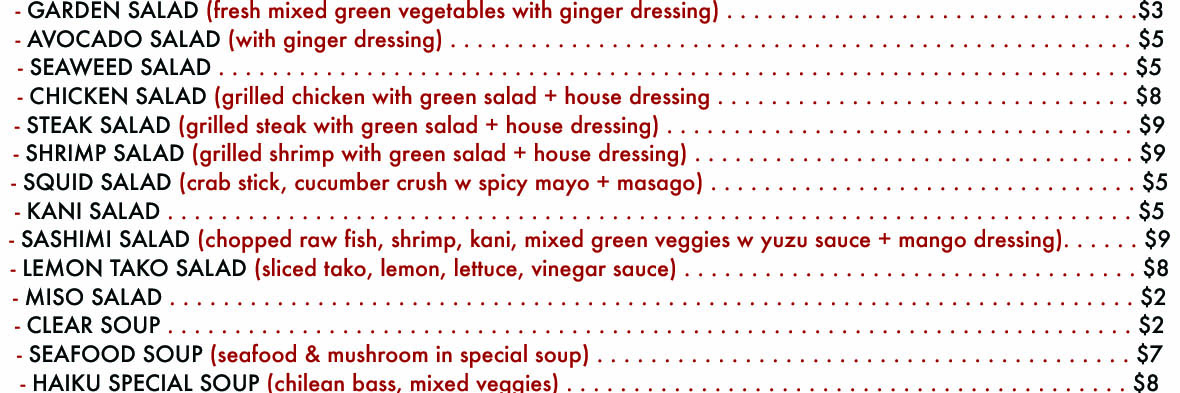 - GARDEN SALAD (fresh mixed green vegetables with ginger dressing) . . . . . . . . . . . . . . . . . . . . . . . . . . . . . . . . . . . . .$3
- AVOCADO SALAD (with ginger dressing) . . . . . . . . . . . . . . . . . . . . . . . . . . . . . . . . . . . . . . . . . . . . . . . . . . . . . . . . . . . . . $5
- SEAWEED SALAD . . . . . . . . . . . . . . . . . . . . . . . . . . . . . . . . . . . . . . . . . . . . . . . . . . . . . . . . . . . . . . . . . . . . . . . . . . . . . . . . . $5
- CHICKEN SALAD (grilled chicken with green salad + house dressing . . . . . . . . . . . . . . . . . . . . . . . . . . . . . . . . . . . . . $8
- STEAK SALAD (grilled steak with green salad + house dressing) . . . . . . . . . . . . . . . . . . . . . . . . . . . . . . . . . . . . . . . . . . $9
- SHRIMP SALAD (grilled shrimp with green salad + house dressing) . . . . . . . . . . . . . . . . . . . . . . . . . . . . . . . . . . . . . . . $9
- SQUID SALAD (crab stick, cucumber crush w spicy mayo + masago) . . . . . . . . . . . . . . . . . . . . . . . . . . . . . . . . . . . . . . $5
- KANI SALAD . . . . . . . . . . . . . . . . . . . . . . . . . . . . . . . . . . . . . . . . . . . . . . . . . . . . . . . . . . . . . . . . . . . . . . . . . . . . . . . . . . . . . . $5
- SASHIMI SALAD (chopped raw fish, shrimp, kani, mixed green veggies w yuzu sauce + mango dressing). . . . . . $9
- LEMON TAKO SALAD (sliced tako, lemon, lettuce, vinegar sauce) . . . . . . . . . . . . . . . . . . . . . . . . . . . . . . . . . . . . . . . . . $8
- MISO SALAD . . . . . . . . . . . . . . . . . . . . . . . . . . . . . . . . . . . . . . . . . . . . . . . . . . . . . . . . . . . . . . . . . . . . . . . . . . . . . . . . . . . . . . $2
- CLEAR SOUP . . . . . . . . . . . . . . . . . . . . . . . . . . . . . . . . . . . . . . . . . . . . . . . . . . . . . . . . . . . . . . . . . . . . . . . . . . . . . . . . . . . . . . $2
- SEAFOOD SOUP (seafood & mushroom in special soup) . . . . . . . . . . . . . . . . . . . . . . . . . . . . . . . . . . . . . . . . . . . . . . . . $7
- HAIKU SPECIAL SOUP (chilean bass, mixed veggies) . . . . . . . . . . . . . . . . . . . . . . . . . . . . . . . . . . . . . . . . . . . . . . . . . . $8